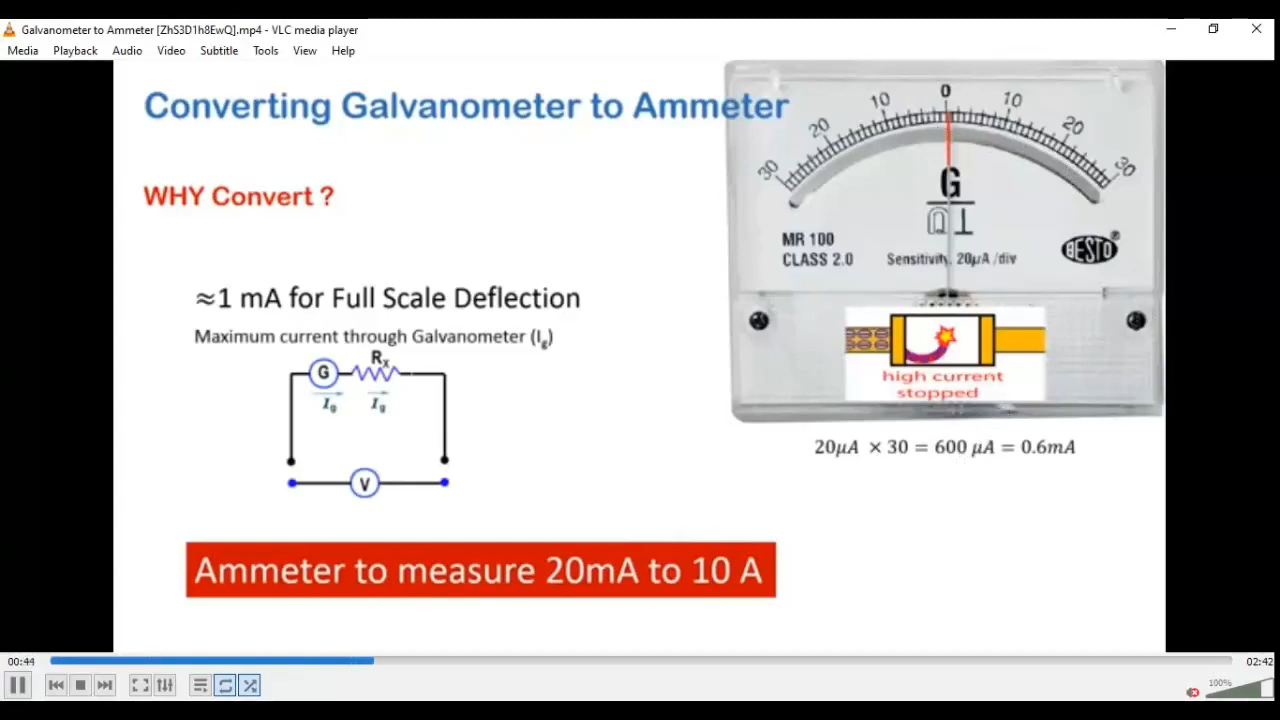 Galvanometer to Ammeter [ZhS3D1h8EwQ].mp4 - VLC media player
Media Playback Audio Video Subtitle Tools View Help
Converting Galvanometer to Ammeter
WHY Convert ?
≈1 mA for Full Scale Deflection
Maximum current through Galvanometer (Ig)
G
Rx
Ig
Ig
V
30 20 10 0 10 20 30
G
MR 100
CLASS 2.0
Sensitivity. 20µA /div
BESTO®
high current
stopped
20µA × 30 = 600 µA = 0.6mA
Ammeter to measure 20mA to 10 A
00:44
02:42
100%